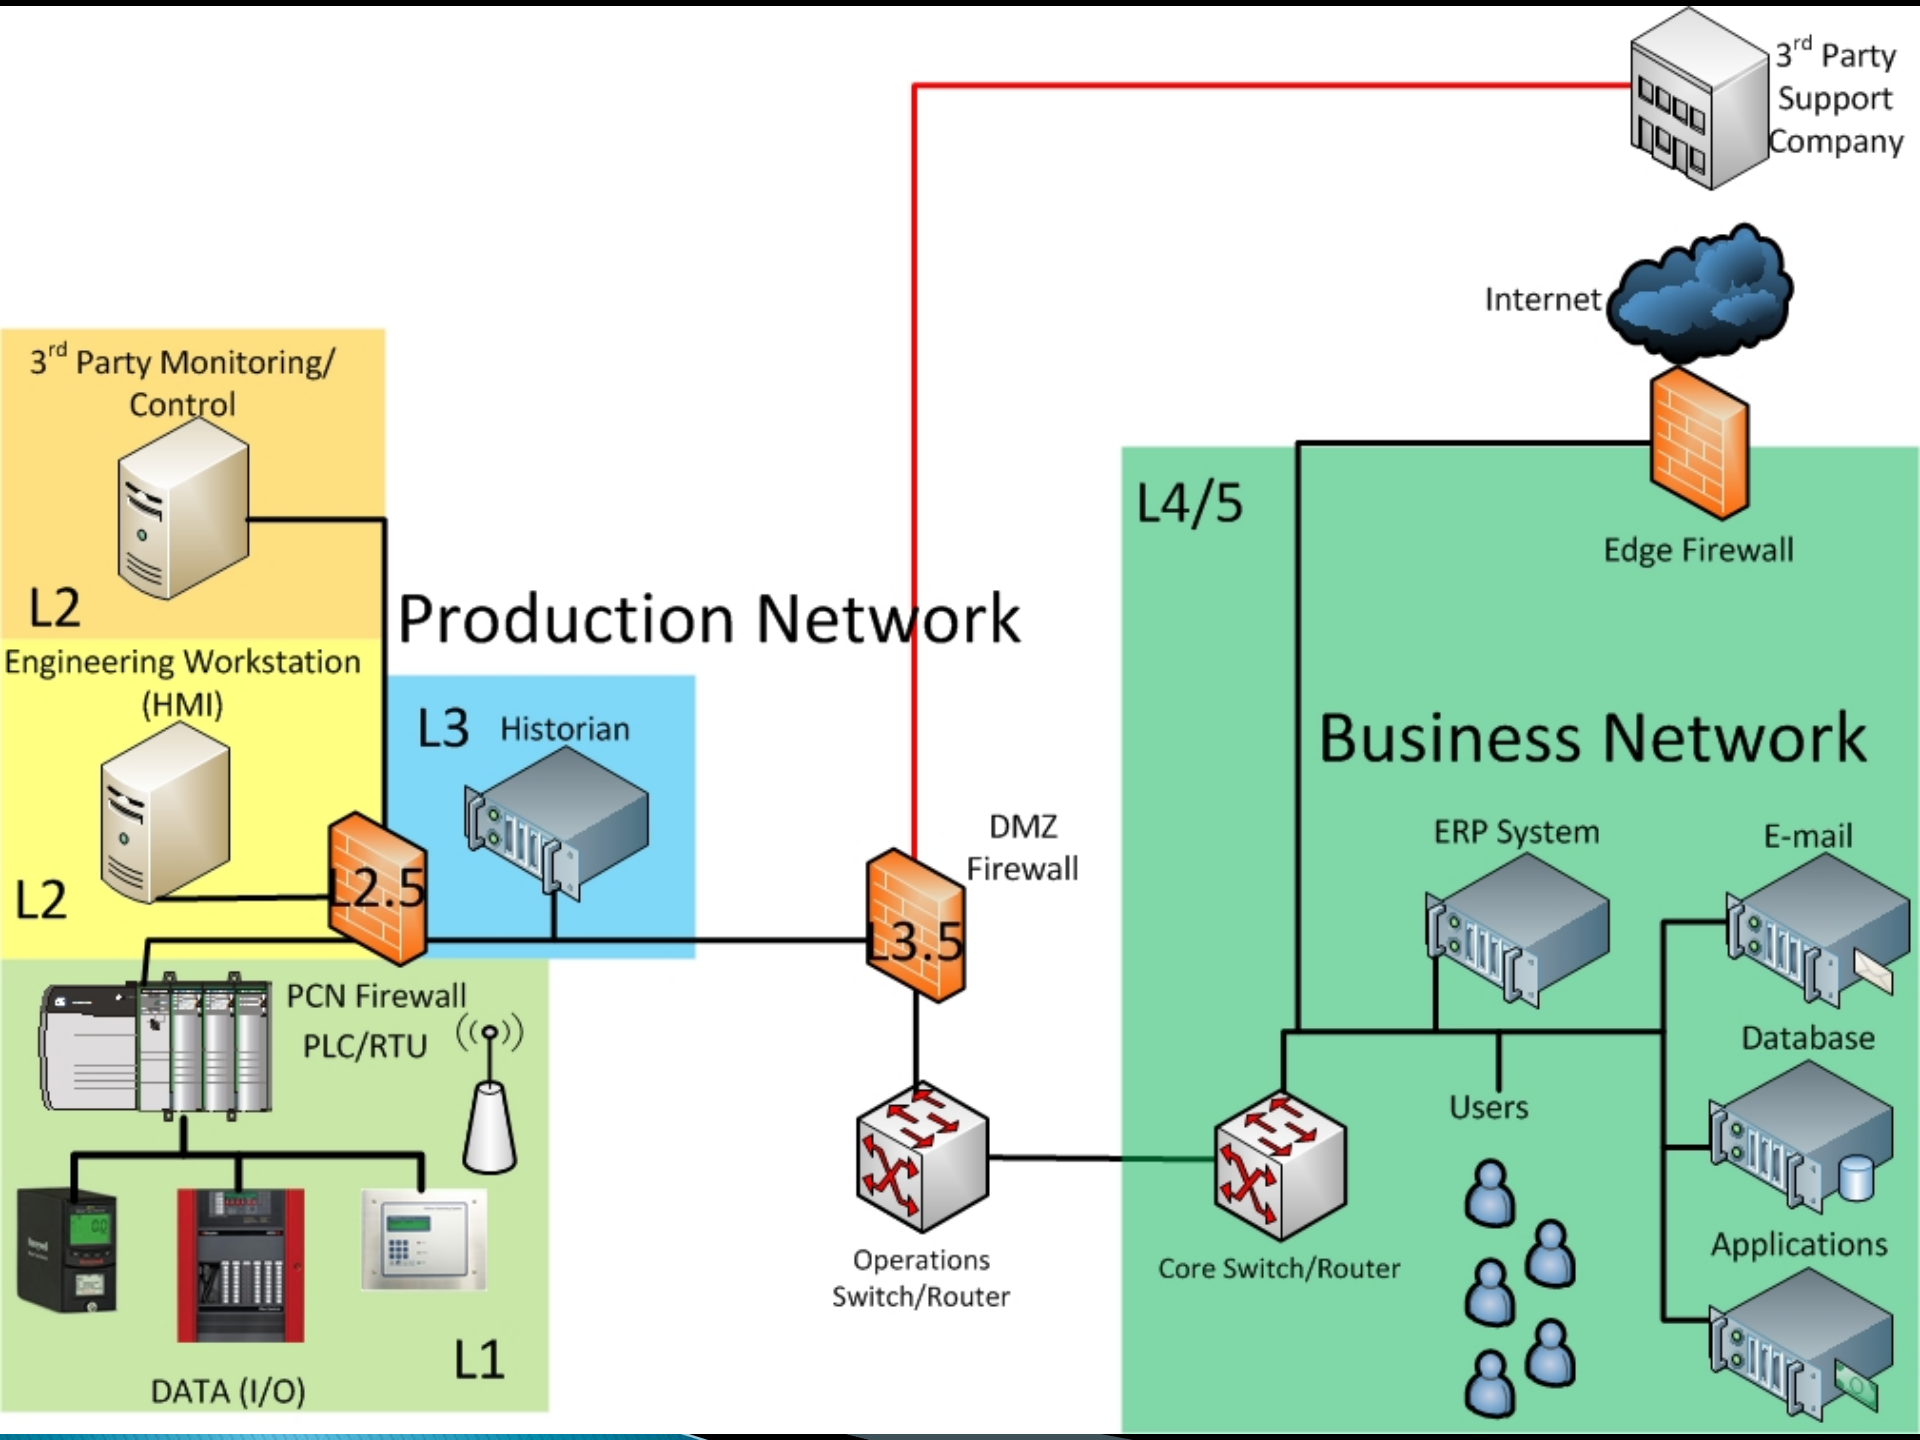 3rd Party
Support
Company
Internet
3rd Party Monitoring/
Control
L2
Edge Firewall
L4/5
Production Network
Engineering Workstation
(HMI)
L2
L3
Historian
L2.5
Business Network
DMZ
Firewall
L3.5
ERP System
E-mail
PCN Firewall
PLC/RTU
Database
Users
Applications
Operations
Switch/Router
Core Switch/Router
L1
DATA (I/O)